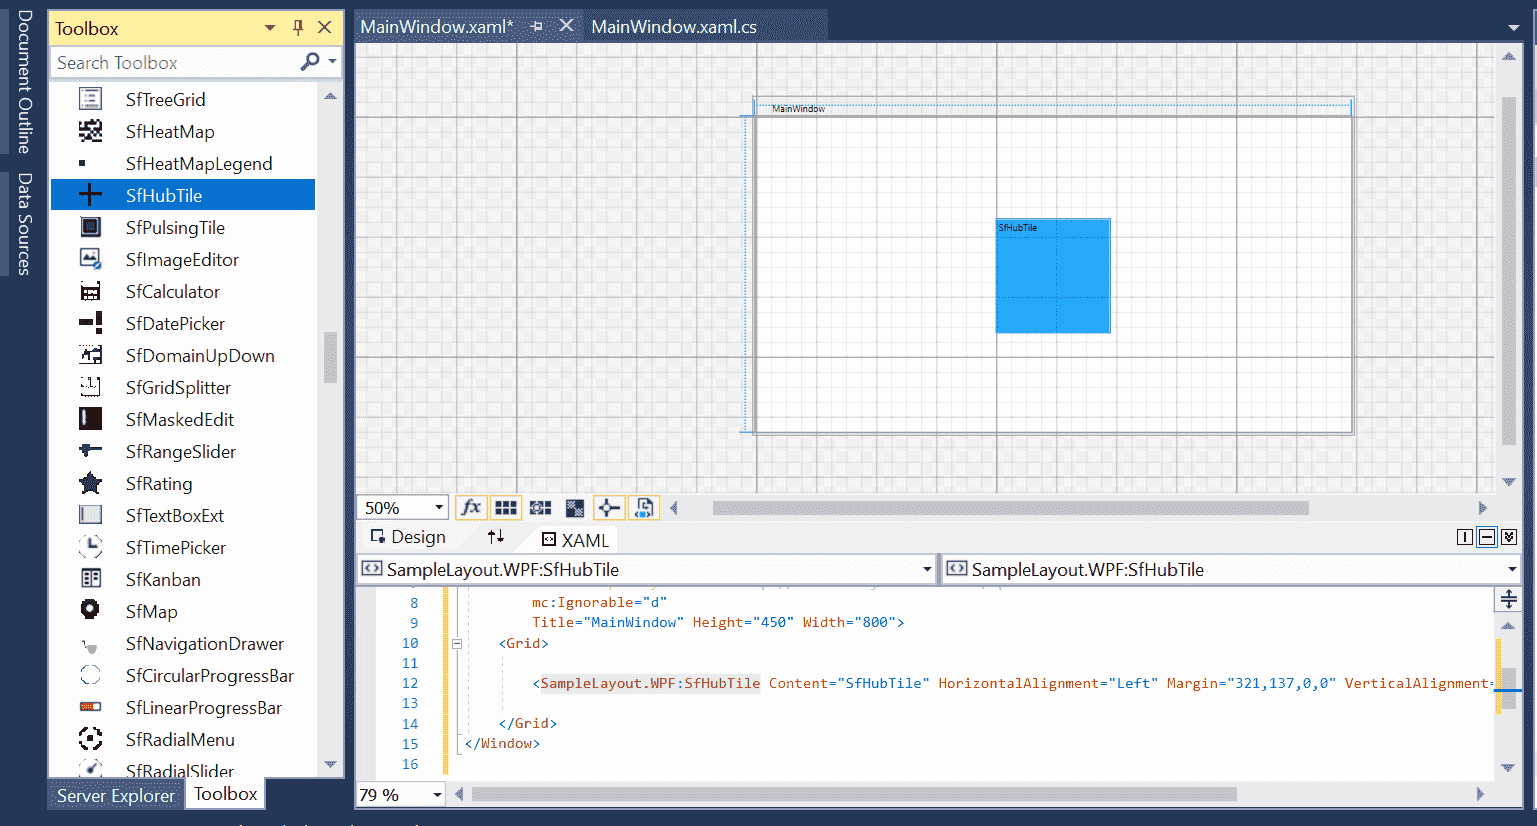 Document Outline
Data Sources
Toolbox
Search Toolbox
SfTreeGrid
SfHeatMap
SfHeatMapLegend
SfHubTile
SfPulsingTile
SfImageEditor
SfCalculator
SfDatePicker
SfDomainUpDown
SfGridSplitter
SfMaskedEdit
SfRangeSlider
SfRating
SfTextBoxExt
SfTimePicker
SfKanban
SfMap
SfNavigationDrawer
SfCircularProgressBar
SfLinearProgressBar
SfRadialMenu
SfRadialSlider
Server Explorer Toolbox
MainWindow.xaml* MainWindow.xaml.cs
MainWindow
SfHubTile
50% fx
Design XAML
SampleLayout.WPF:SfHubTile SampleLayout.WPF:SfHubTile
8 mc:Ignorable="d"
9 Title="MainWindow" Height="450" Width="800">
10 <Grid>
11
12 <SampleLayout.WPF:SfHubTile Content="SfHubTile" HorizontalAlignment="Left" Margin="321,137,0,0" VerticalAlignment=
13
14 </Grid>
15 </Window>
16
79 %